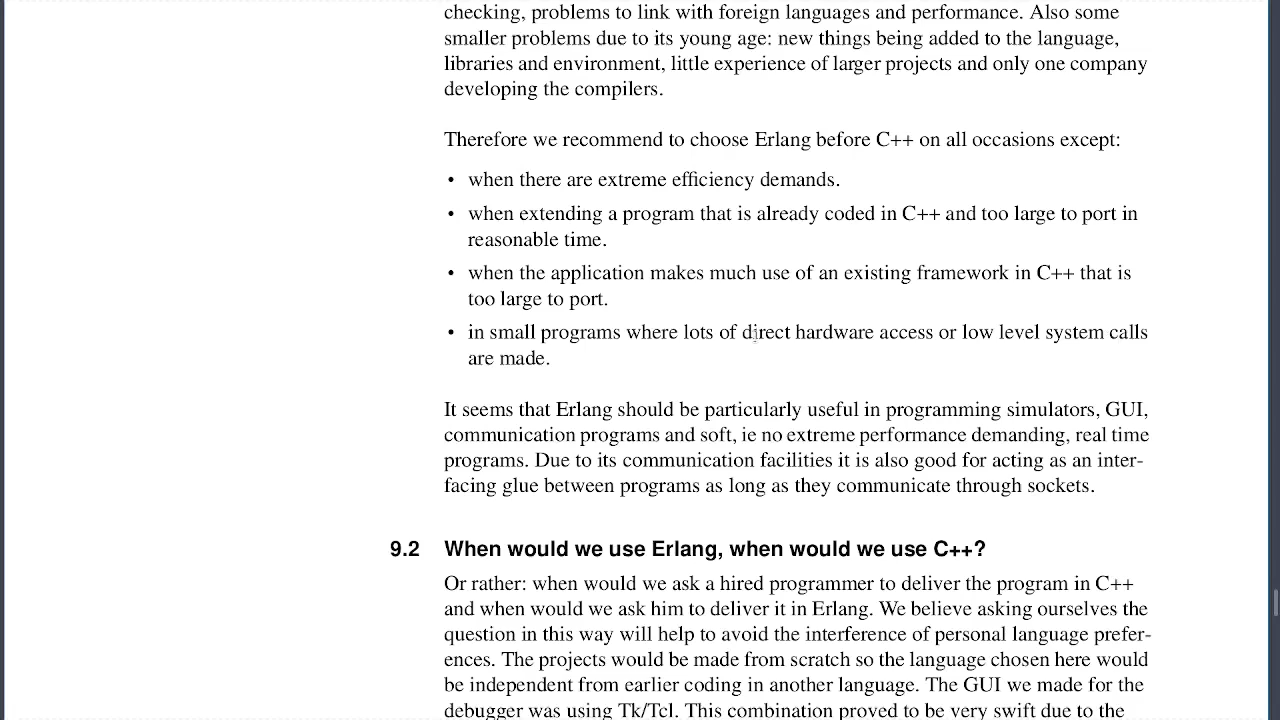 checking, problems to link with foreign languages and performance. Also some
smaller problems due to its young age: new things being added to the language,
libraries and environment, little experience of larger projects and only one company
developing the compilers.
Therefore we recommend to choose Erlang before C++ on all occasions except:
• when there are extreme efficiency demands.
• when extending a program that is already coded in C++ and too large to port in
reasonable time.
• when the application makes much use of an existing framework in C++ that is
too large to port.
• in small programs where lots of direct hardware access or low level system calls
are made.
It seems that Erlang should be particularly useful in programming simulators, GUI,
communication programs and soft, ie no extreme performance demanding, real time
programs. Due to its communication facilities it is also good for acting as an inter-
facing glue between programs as long as they communicate through sockets.
9.2 When would we use Erlang, when would we use C++?
Or rather: when would we ask a hired programmer to deliver the program in C++
and when would we ask him to deliver it in Erlang. We believe asking ourselves the
question in this way will help to avoid the interference of personal language prefer-
ences. The projects would be made from scratch so the language chosen here would
be independent from earlier coding in another language. The GUI we made for the
debugger was using Tk/Tcl. This combination proved to be very swift due to the